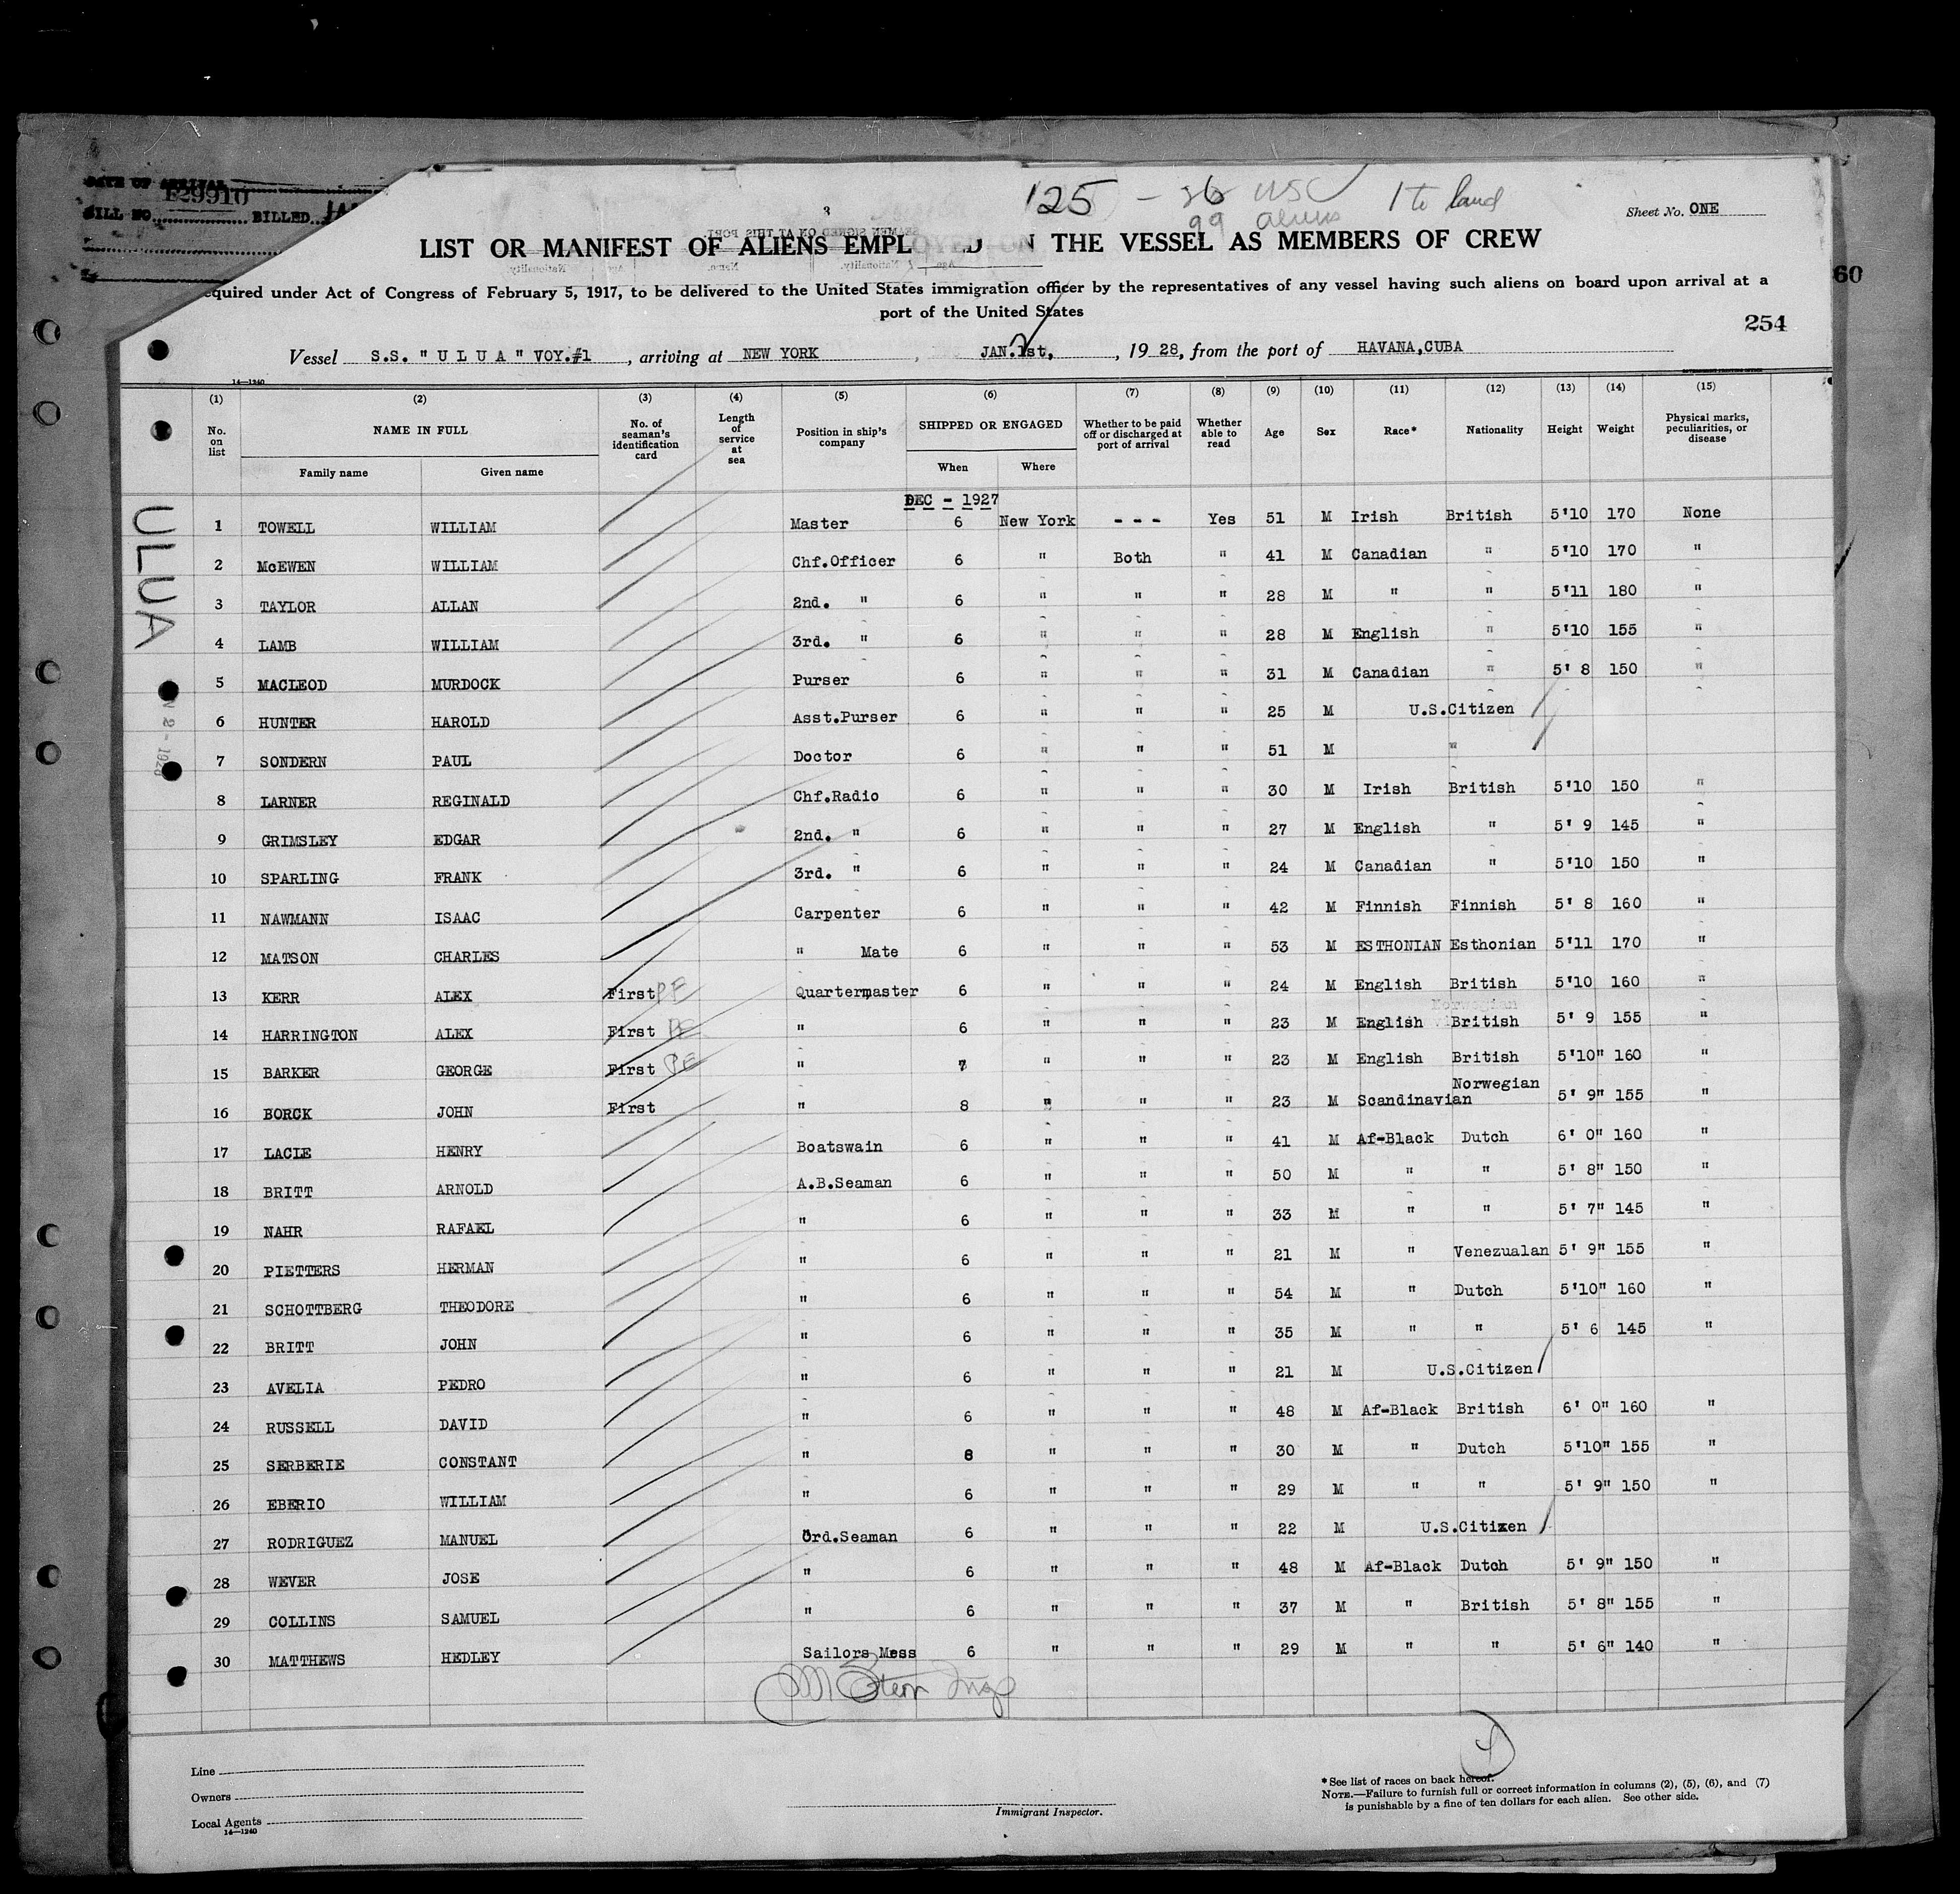 DATE OF ARRIVAL
BILL NO. E29910 BILLED JA
125 - 26 USC 1 to land
99 aliens
Sheet No. ONE
LIST OR MANIFEST OF ALIENS EMPL ED ON THE VESSEL AS MEMBERS OF CREW
60
equired under Act of Congress of February 5, 1917, to be delivered to the United States immigration officer by the representatives of any vessel having such aliens on board upon arrival at a
port of the United States
254
Vessel S.S. " U L U A " VOY.#1 , arriving at NEW YORK , JAN.1st, , 19 28, from the port of HAVANA,CUBA
14—1240
(1) (2) (3) (4) (5) (6) (7) (8) (9) (10) (11) (12) (13) (14) (15)
No. on list NAME IN FULL No. of seaman's identification card Length of service at sea Position in ship's company SHIPPED OR ENGAGED Whether to be paid off or discharged at port of arrival Whether able to read Age Sex Race* Nationality Height Weight Physical marks, peculiarities, or disease
Family name Given name When Where
DEC - 1927
ULUA
1 TOWELL WILLIAM Master 6 New York - - - Yes 51 M Irish British 5'10 170 None
2 McEWEN WILLIAM Chf.Officer 6 " Both " 41 M Canadian " 5'10 170 "
3 TAYLOR ALLAN 2nd. " 6 " " " 28 M " " 5'11 180 "
4 LAMB WILLIAM 3rd. " 6 " " " 28 M English " 5'10 155 "
5 MACLEOD MURDOCK Purser 6 " " " 31 M Canadian " 5' 8 150 "
6 HUNTER HAROLD Asst.Purser 6 " " " 25 M U.S.Citizen
7 SONDERN PAUL Doctor 6 " " " 51 M "
8 LARNER REGINALD Chf.Radio 6 " " " 30 M Irish British 5'10 150 "
9 GRIMSLEY EDGAR 2nd. " 6 " " " 27 M English " 5' 9 145 "
10 SPARLING FRANK 3rd. " 6 " " " 24 M Canadian " 5'10 150 "
11 NAWMANN ISAAC Carpenter 6 " " " 42 M Finnish Finnish 5' 8 160 "
12 MATSON CHARLES " Mate 6 " " " 53 M ESTHONIAN Esthonian 5'11 170 "
13 KERR ALEX First PE Quartermaster 6 " " " 24 M English British 5'10 160 "
14 HARRINGTON ALEX First PE " 6 " " " 23 M English British 5' 9 155 "
15 BARKER GEORGE First PE " 7 " " " 23 M English British 5'10" 160 "
16 BORCK JOHN First " 8 " " " 23 M Scandinavian Norwegian 5' 9" 155 "
17 LACLE HENRY Boatswain 6 " " " 41 M Af-Black Dutch 6' 0" 160 "
18 BRITT ARNOLD A.B.Seaman 6 " " " 50 M " " 5' 8" 150 "
19 NAHR RAFAEL " 6 " " " 33 M " " 5' 7" 145 "
20 PIETTERS HERMAN " 6 " " " 21 M " Venezualan 5' 9" 155 "
21 SCHOTTBERG THEODORE " 6 " " " 54 M " Dutch 5'10" 160 "
22 BRITT JOHN " 6 " " " 35 M " " 5' 6 145 "
23 AVELIA PEDRO " 6 " " " 21 M U.S.Citizen
24 RUSSELL DAVID " 6 " " " 48 M Af-Black British 6' 0" 160 "
25 SERBERIE CONSTANT " 8 " " " 30 M " Dutch 5'10" 155 "
26 EBERIO WILLIAM " 6 " " " 29 M " " 5' 9" 150 "
27 RODRIGUEZ MANUEL Ord.Seaman 6 " " " 22 M U.S.Citizen
28 WEVER JOSE " 6 " " " 48 M Af-Black Dutch 5' 9" 150 "
29 COLLINS SAMUEL " 6 " " " 37 M " British 5' 8" 155 "
30 MATTHEWS HEDLEY Sailors Mess 6 " " " 29 M " " 5' 6" 140 "
Line
Owners
Local Agents
14—1240
Immigrant Inspector.
*See list of races on back hereof.
NOTE.—Failure to furnish full or correct information in columns (2), (5), (6), and (7)
is punishable by a fine of ten dollars for each alien. See other side.